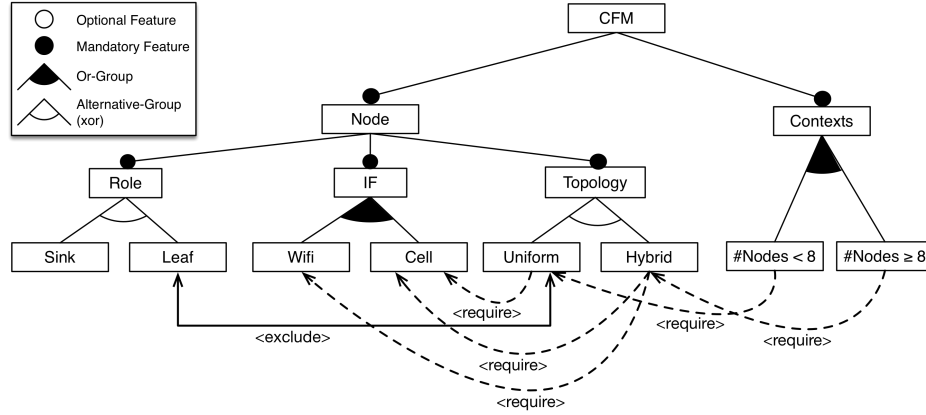 CFM
Optional Feature
Mandatory Feature
Or-Group
Alternative-Group
(xor)
Node
Contexts
Role
IF
Topology
Sink
Leaf
Wifi
Cell
Uniform
Hybrid
#Nodes < 8
#Nodes ≥ 8
<require>
<require>
<exclude>
<require>
<require>
<require>